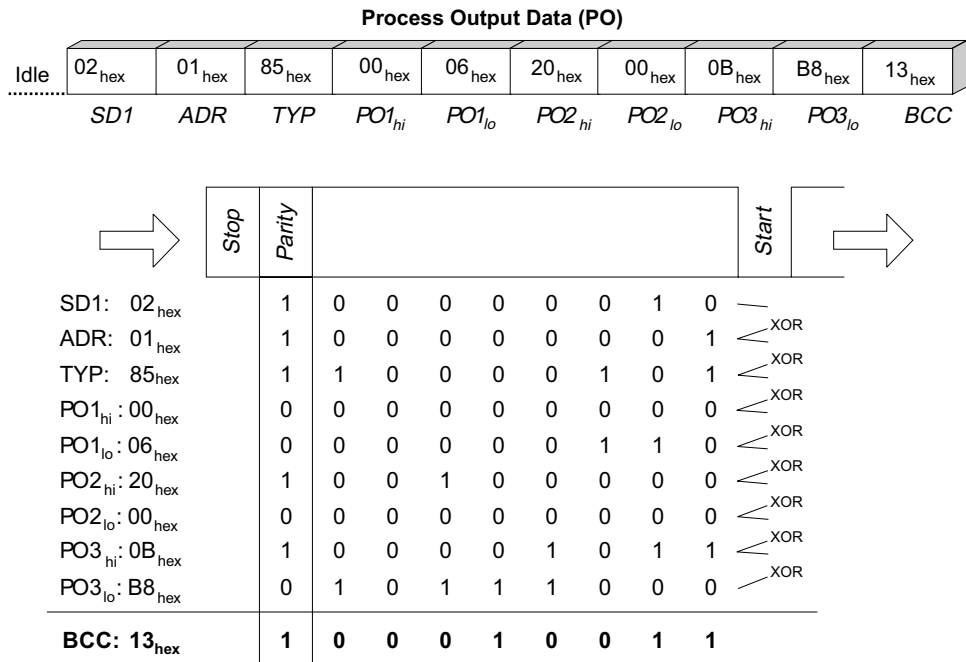 Process Output Data (PO)
Idle 02hex 01hex 85hex 00hex 06hex 20hex 00hex 0Bhex B8hex 13hex
SD1 ADR TYP PO1hi PO1lo PO2hi PO2lo PO3hi PO3lo BCC
Stop Parity Start
SD1: 02hex 1 0 0 0 0 0 0 1 0
XOR
ADR: 01hex 1 0 0 0 0 0 0 0 1
XOR
TYP: 85hex 1 1 0 0 0 0 1 0 1
XOR
PO1hi: 00hex 0 0 0 0 0 0 0 0 0
XOR
PO1lo: 06hex 0 0 0 0 0 0 1 1 0
XOR
PO2hi: 20hex 1 0 0 1 0 0 0 0 0
XOR
PO2lo: 00hex 0 0 0 0 0 0 0 0 0
XOR
PO3hi: 0Bhex 1 0 0 0 0 1 0 1 1
XOR
PO3lo: B8hex 0 1 0 1 1 1 0 0 0
BCC: 13hex 1 0 0 0 1 0 0 1 1